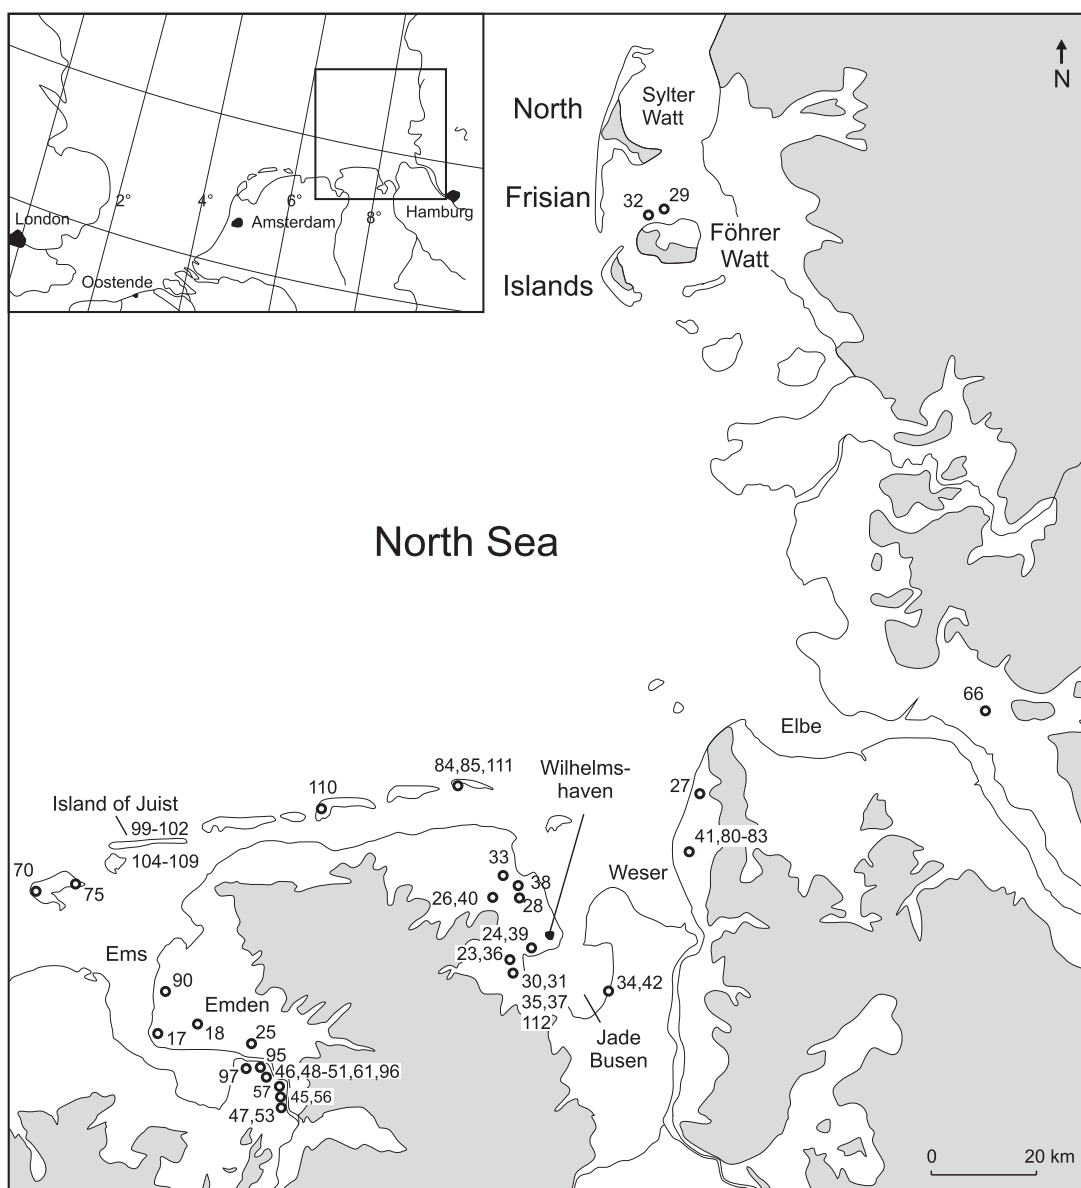 N
North
Sylter
Watt
Frisian
32
29
Föhrer
Watt
Islands
2°
4°
6°
8°
London
Amsterdam
Hamburg
Oostende
North Sea
66
Elbe
84,85,111
Wilhelms-
haven
110
27
Island of Juist
99-102
104-109
41,80-83
70
75
33
38
26,40
28
Weser
24,39
23,36
Ems
90
Emden
30,31
35,37
112
34,42
17
18
25
Jade
Busen
95
97
46,48-51,61,96
57
45,56
47,53
0
20 km